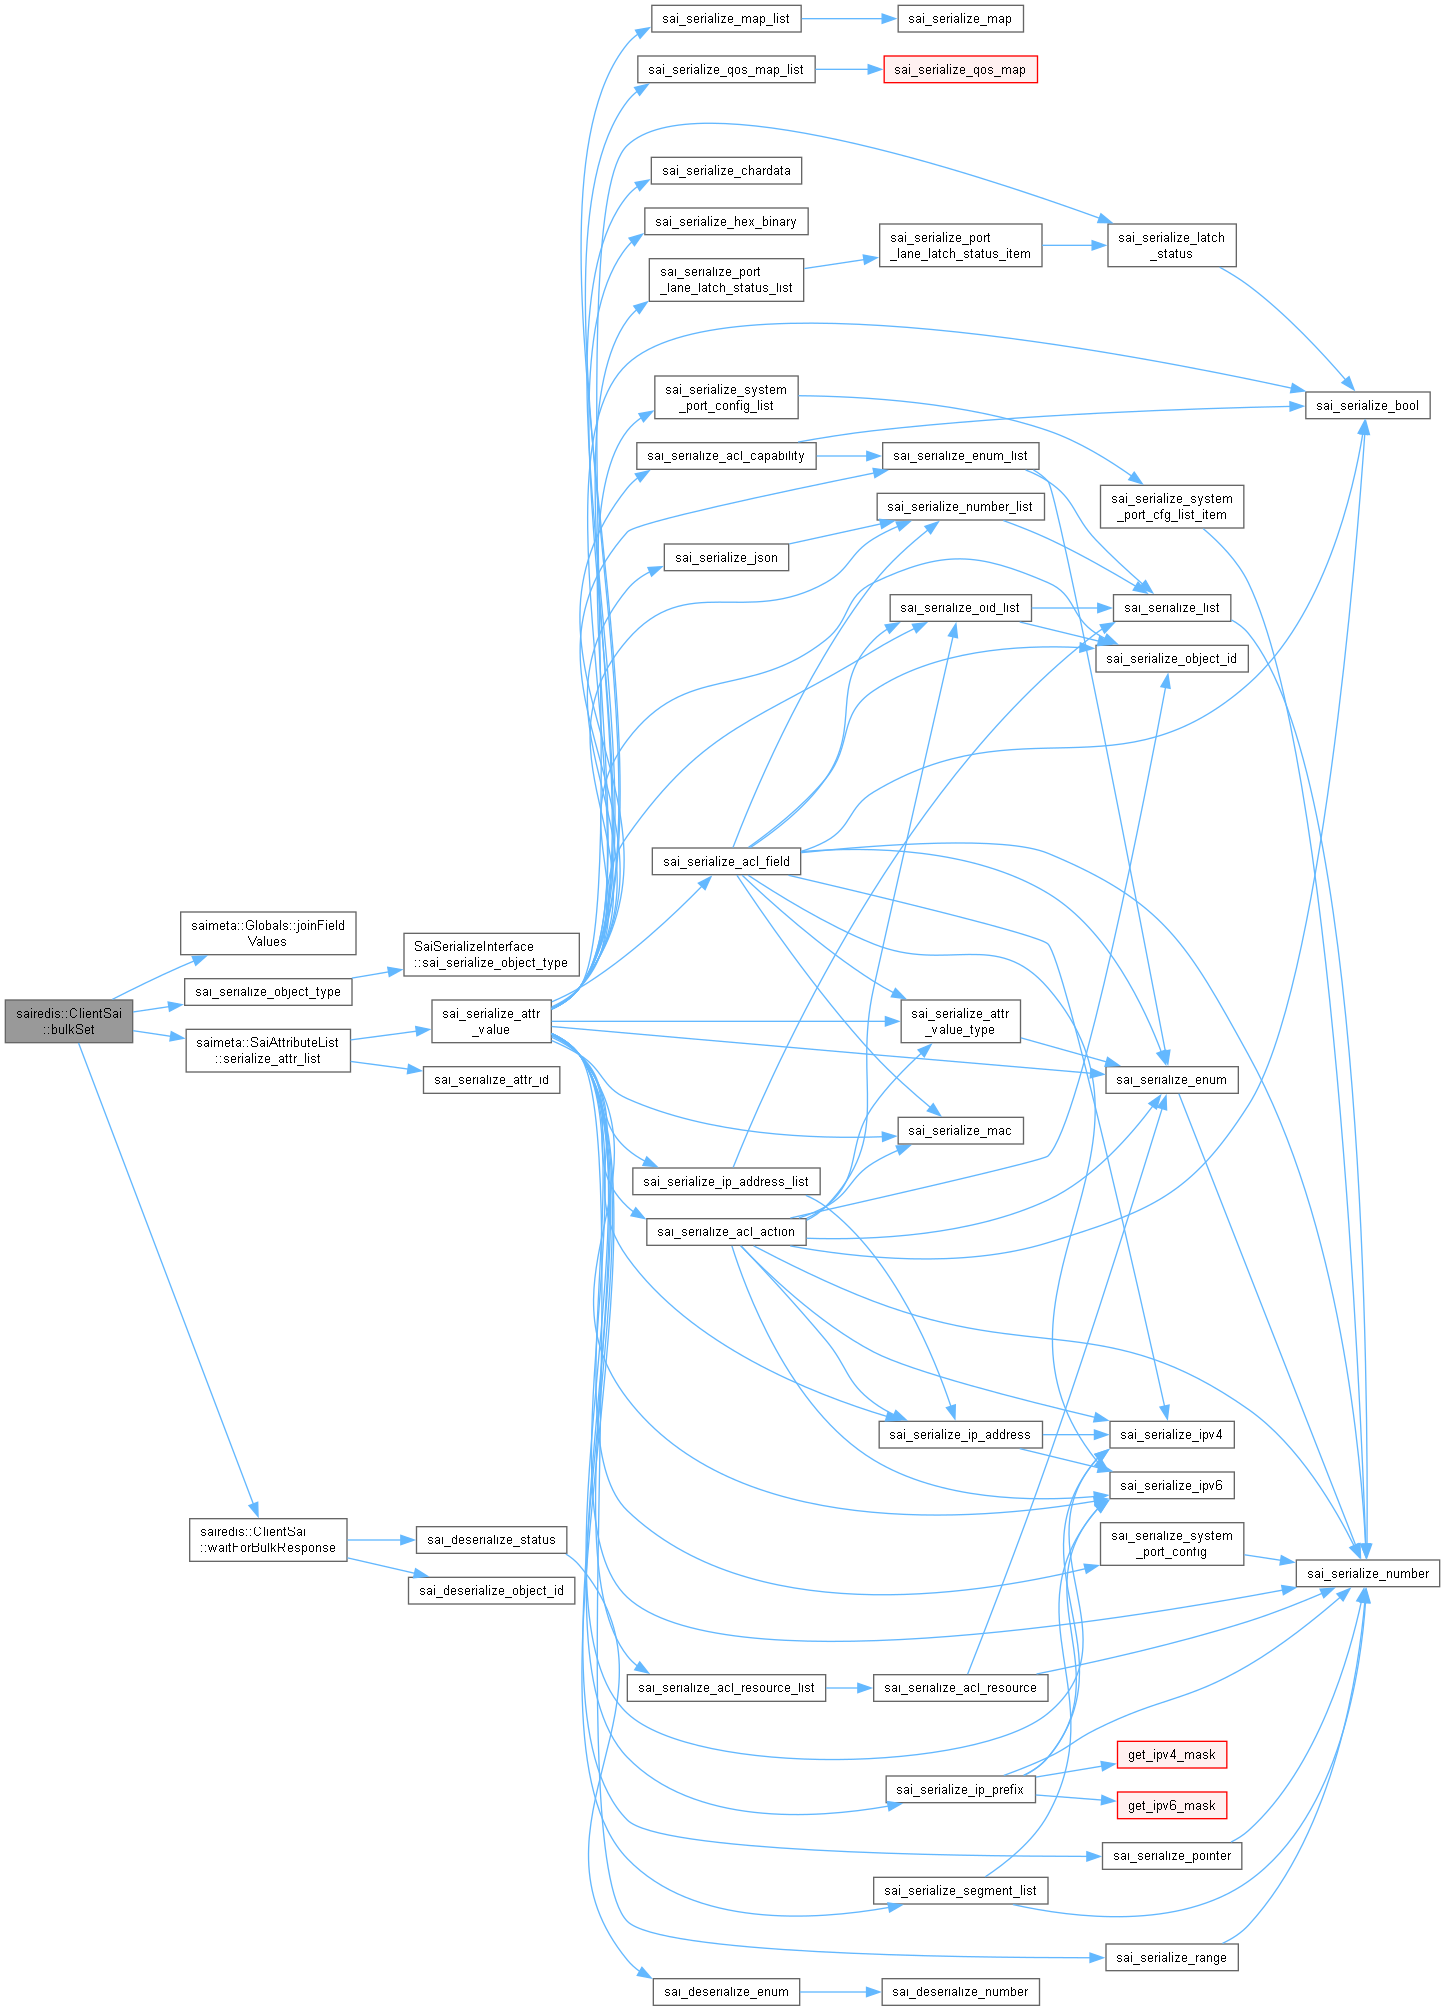 sai_serialize_map_list
sai_serialize_map
sai_serialize_qos_map_list
sai_serialize_qos_map
sai_serialize_chardata
sai_serialize_hex_binary
sai_serialize_port
_lane_latch_status_list
sai_serialize_port
_lane_latch_status_item
sai_serialize_latch
_status
sai_serialize_system
_port_config_list
sai_serialize_bool
sai_serialize_acl_capability
sai_serialize_enum_list
sai_serialize_number_list
sai_serialize_system
_port_cfg_list_item
sai_serialize_json
sai_serialize_oid_list
sai_serialize_list
sai_serialize_object_id
sai_serialize_acl_field
saimeta::Globals::joinField
Values
SaiSerializeInterface
::sai_serialize_object_type
sai_serialize_object_type
sairedis::ClientSai
::bulkSet
sai_serialize_attr
_value
sai_serialize_attr
_value_type
saimeta::SaiAttributeList
::serialize_attr_list
sai_serialize_attr_id
sai_serialize_enum
sai_serialize_mac
sai_serialize_ip_address_list
sai_serialize_acl_action
sai_serialize_ip_address
sai_serialize_ipv4
sai_serialize_ipv6
sairedis::ClientSai
::waitForBulkResponse
sai_deserialize_status
sai_deserialize_object_id
sai_serialize_system
_port_config
sai_serialize_number
sai_serialize_acl_resource_list
sai_serialize_acl_resource
get_ipv4_mask
sai_serialize_ip_prefix
get_ipv6_mask
sai_serialize_pointer
sai_serialize_segment_list
sai_serialize_range
sai_deserialize_enum
sai_deserialize_number